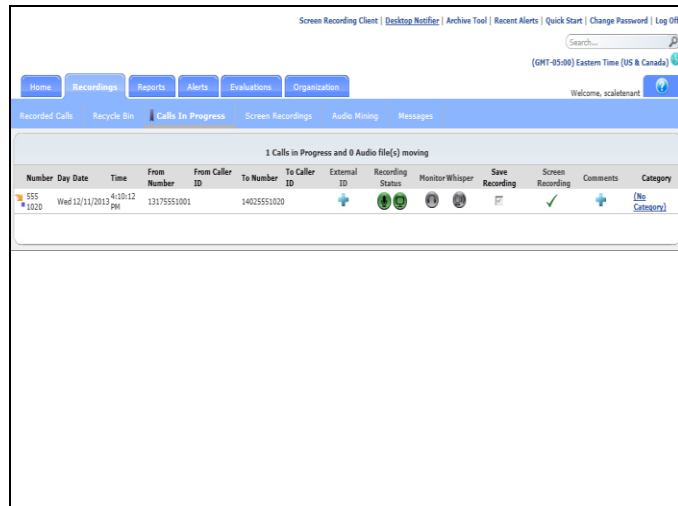 Screen Recording Client | Desktop Notifier | Archive Tool | Recent Alerts | Quick Start | Change Password | Log Off
Search...
(GMT-05:00) Eastern Time (US & Canada)
Home Recordings Reports Alerts Evaluations Organization
Welcome, scaletenant
Recorded Calls Recycle Bin Calls In Progress Screen Recordings Audio Mining Messages
1 Calls in Progress and 0 Audio file(s) moving
Number Day Date Time From Number From Caller ID To Number To Caller ID External ID Recording Status Monitor Whisper Save Recording Screen Recording Comments Category
555 1020 Wed 12/11/2013 4:10:12 PM 13175551001 14025551020 (No Category)